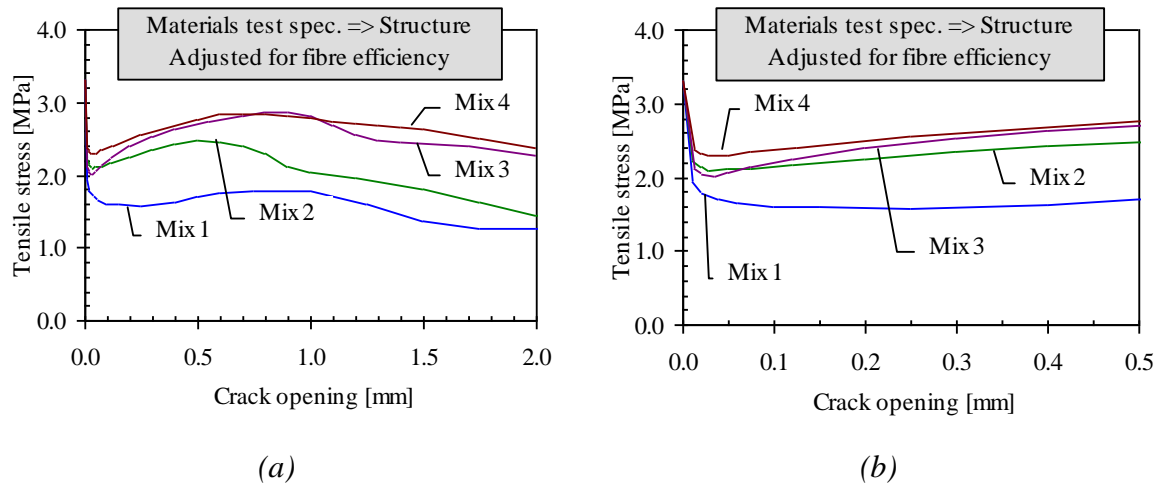 Materials test spec. => Structure
Adjusted for fibre efficiency
4.0
3.0
2.0
1.0
0.0
Tensile stress [MPa]
Mix 4
Mix 3
Mix 2
Mix 1
0.0 0.5 1.0 1.5 2.0
Crack opening [mm]
(a)
Materials test spec. => Structure
Adjusted for fibre efficiency
4.0
3.0
2.0
1.0
0.0
Tensile stress [MPa]
Mix 4
Mix 2
Mix 3
Mix 1
0.0 0.1 0.2 0.3 0.4 0.5
Crack opening [mm]
(b)